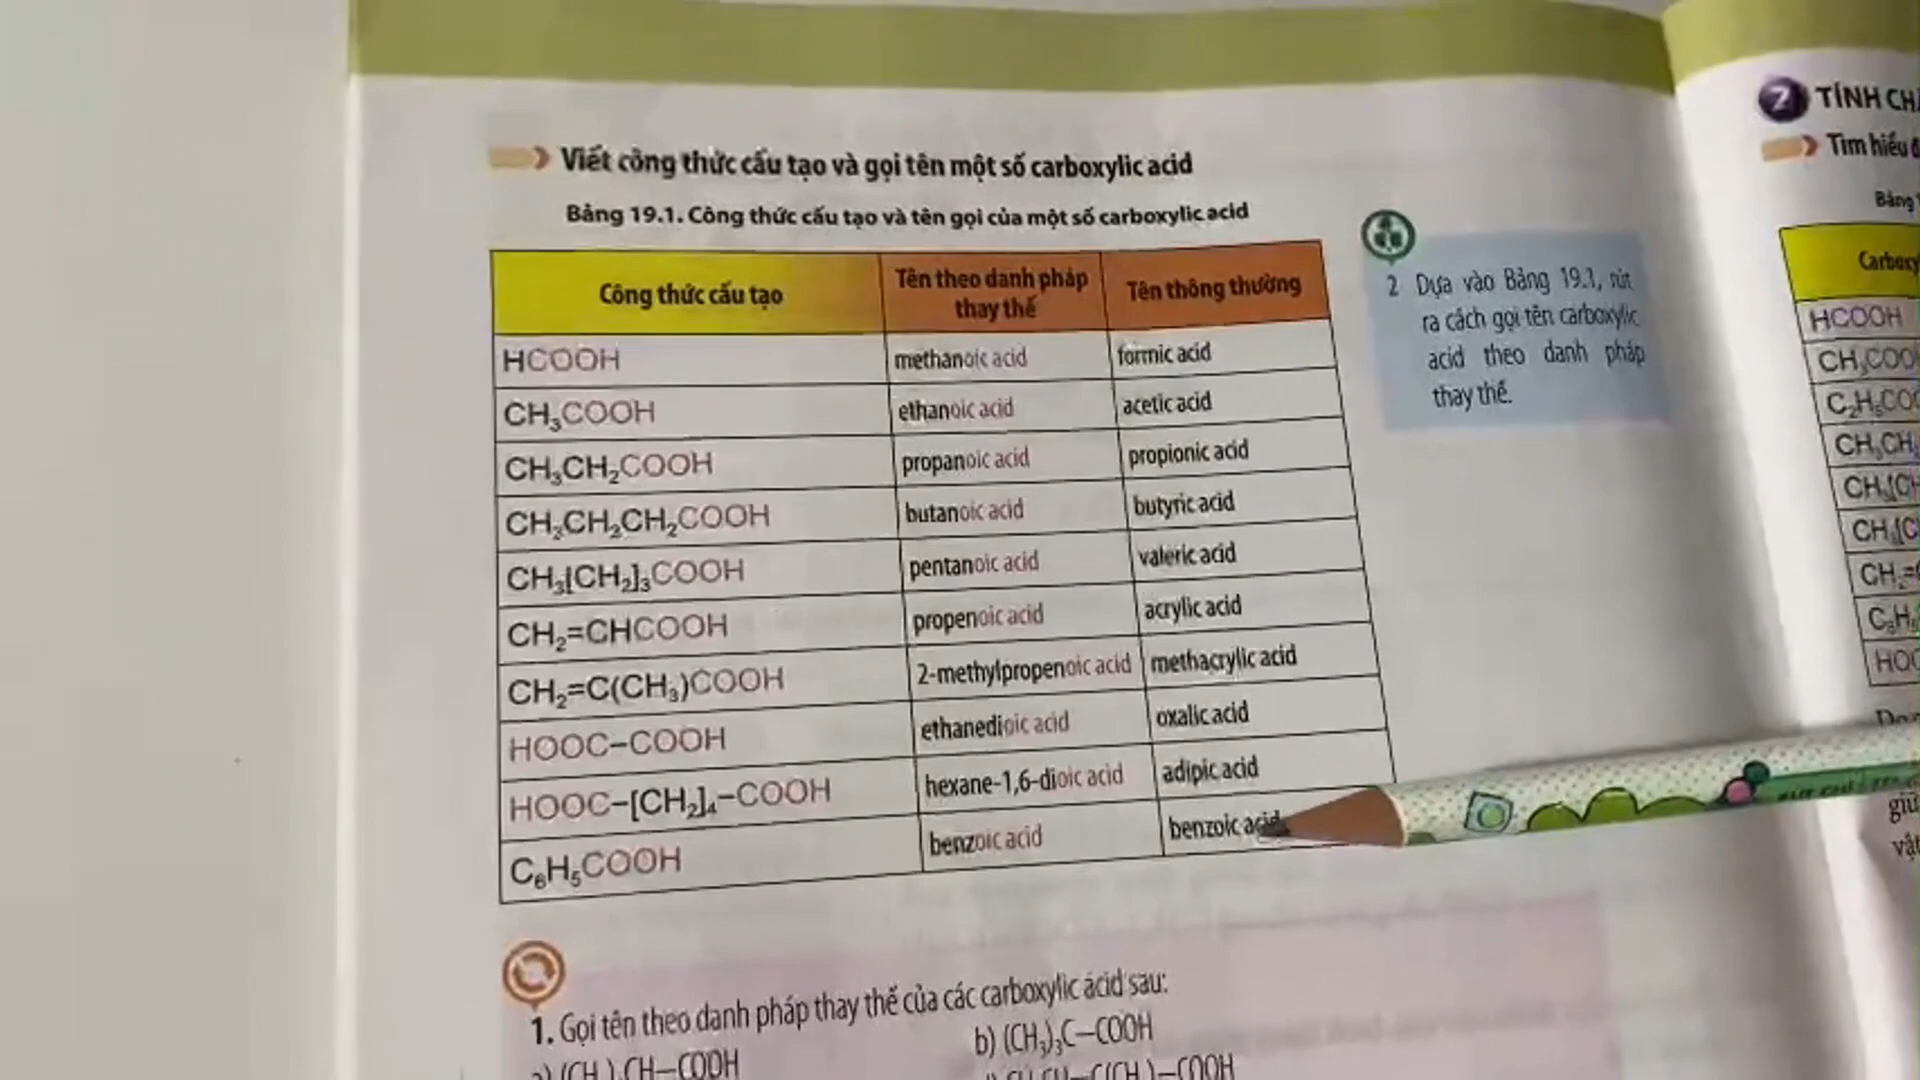 Viết công thức cấu tạo và gọi tên một số carboxylic acid
Bảng 19.1. Công thức cấu tạo và tên gọi của một số carboxylic acid
Công thức cấu tạo
Tên theo danh pháp
thay thế
Tên thông thường
HCOOH
methanoic acid
formic acid
CH₃COOH
ethanoic acid
acetic acid
CH₃CH₂COOH
propanoic acid
propionic acid
CH₃CH₂CH₂COOH
butanoic acid
butyric acid
CH₃[CH₂]₃COOH
pentanoic acid
valeric acid
CH₂=CHCOOH
propenoic acid
acrylic acid
CH₂=C(CH₃)COOH
2-methylpropenoic acid
methacrylic acid
HOOC–COOH
ethanedioic acid
oxalic acid
HOOC–[CH₂]₄–COOH
hexane-1,6-dioic acid
adipic acid
C₆H₅COOH
benzoic acid
benzoic acid
2 Dựa vào Bảng 19.1, rút
ra cách gọi tên carboxylic
acid theo danh pháp
thay thế.
1. Gọi tên theo danh pháp thay thế của các carboxylic acid sau:
b) (CH₃)₃C–COOH
2 TÍNH
Tìm hiểu
Bảng
HCOOH